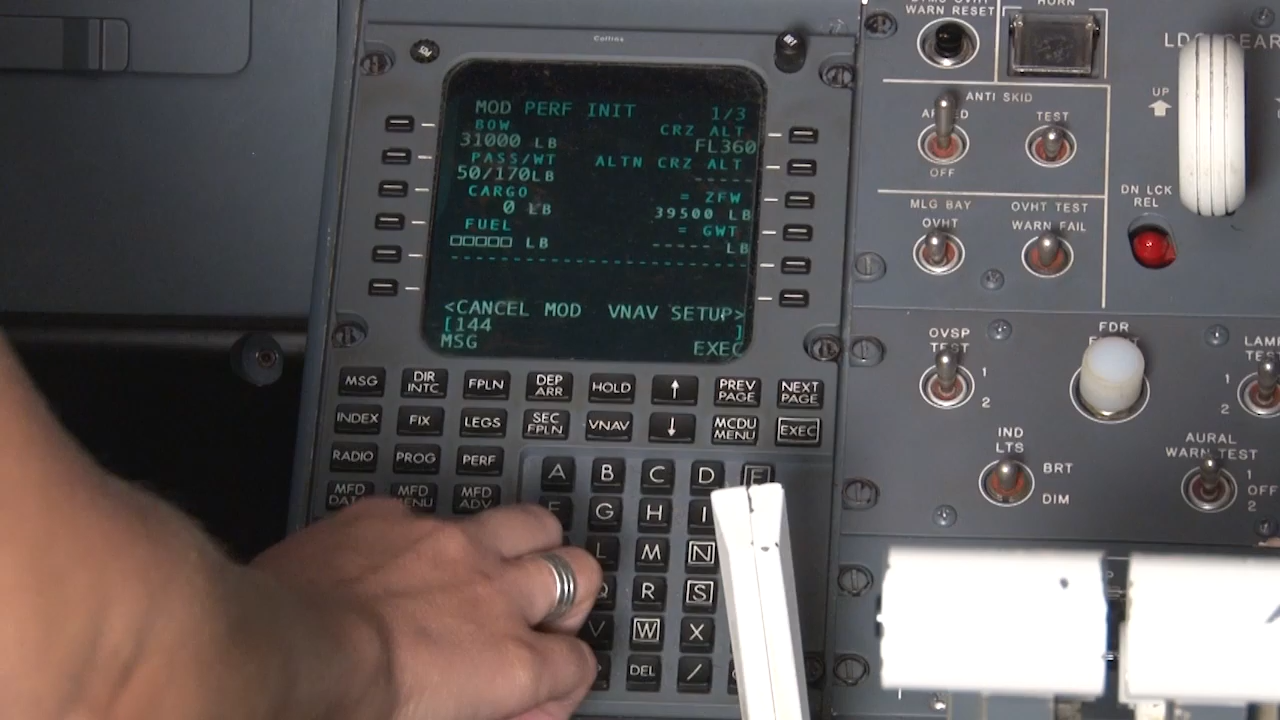 Collins
MOD PERF INIT 1/3
BOW CRZ ALT
31000 LB FL360
PASS/WT ALTN CRZ ALT
50/170LB -----
CARGO = ZFW
0 LB 39500 LB
FUEL = GWT
□□□□□ LB ----- LB
------------------------
<CANCEL MOD VNAV SETUP>
[144 ]
MSG EXEC
MSG DIR INTC FPLN DEP ARR HOLD ↑ PREV PAGE NEXT PAGE
INDEX FIX LEGS SEC FPLN VNAV ↓ MCDU MENU EXEC
RADIO PROG PERF
MFD MFD MENU MFD ADV
A B C D
G H I
L M N
R S
V W X
DEL /
WARN RESET
HORN
LDG GEAR
ANTI SKID
ARMED TEST
OFF
UP
DN LCK
REL
MLG BAY
OVHT
OVHT TEST
WARN FAIL
OVSP
TEST
1
2
FDR
LAMP
TEST
1
2
IND
LTS
BRT
DIM
AURAL
WARN TEST
1
OFF
2